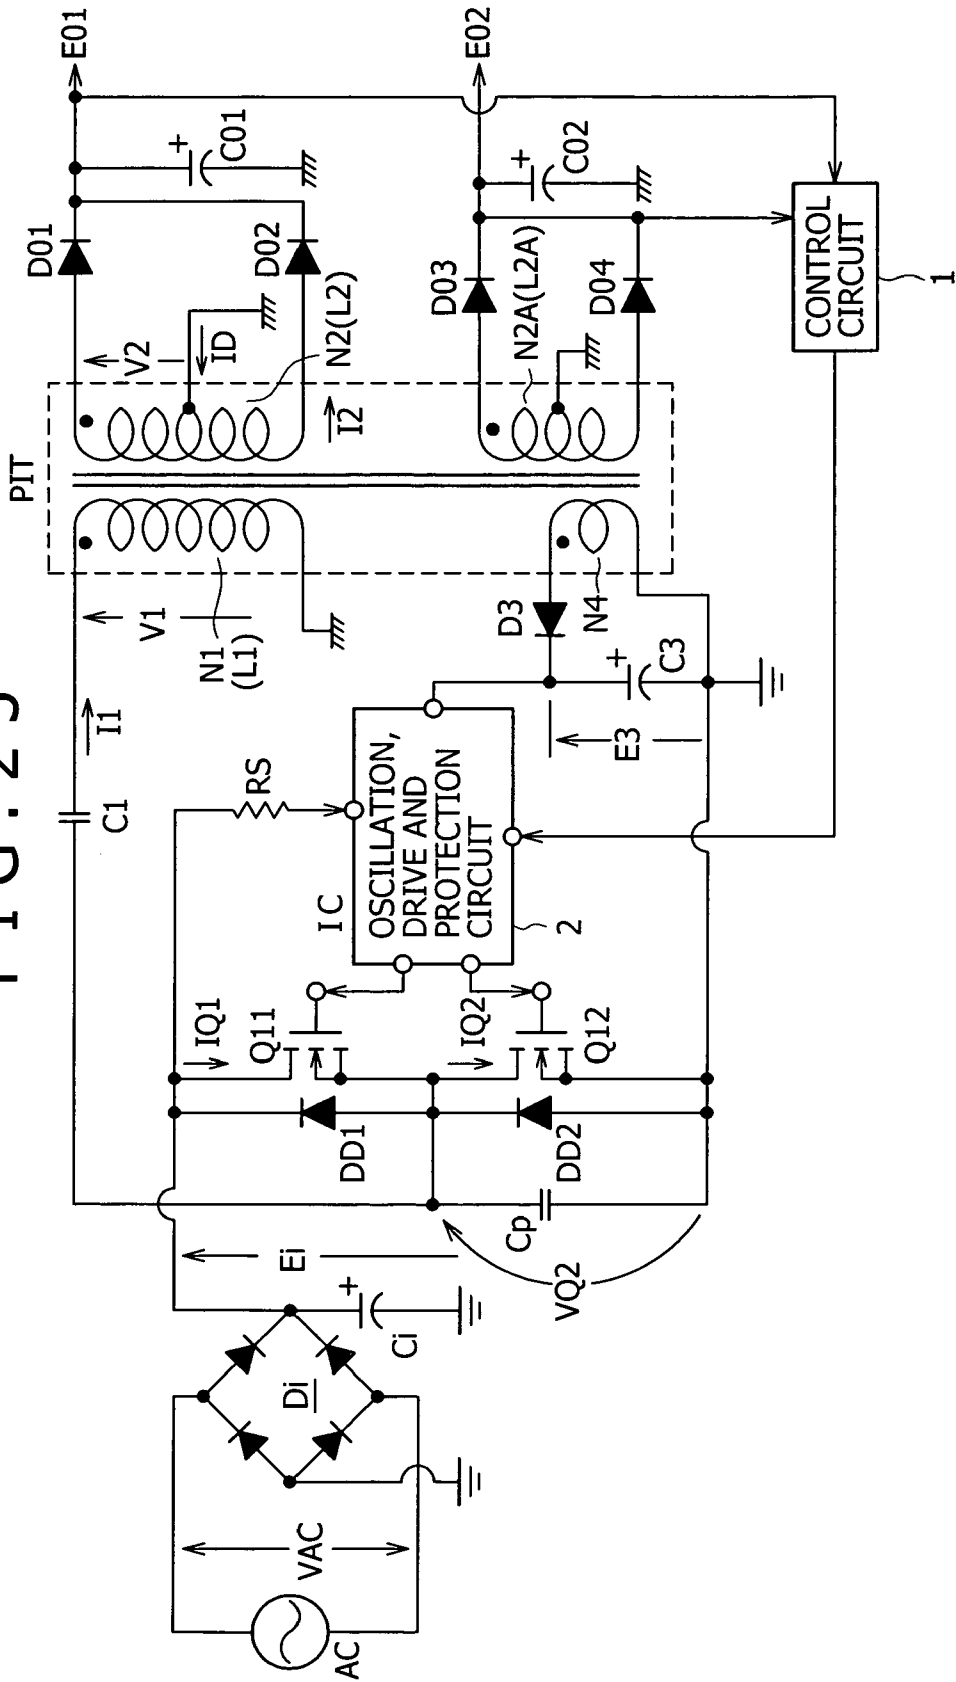 FIG. 25
PIT
D01
E01
C01
+
V2
D02
ID
N2(L2)
I2
E02
D03
C02
+
N2A(L2A)
D04
CONTROL
CIRCUIT
1
I1
C1
V1
N1
(L1)
RS
D3
N4
C3
+
E3
IC
OSCILLATION,
DRIVE AND
PROTECTION
CIRCUIT
2
IQ1
Q11
IQ2
Q12
DD1
DD2
Cp
VQ2
Ei
+
Ci
Di
VAC
AC